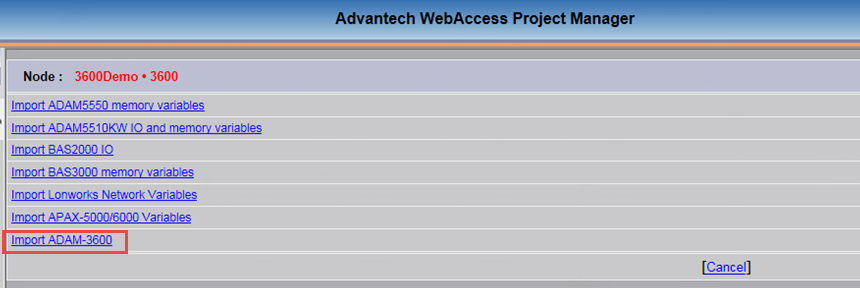 Advantech WebAccess Project Manager
Node : 3600Demo • 3600
Import ADAM5550 memory variables
Import ADAM5510KW IO and memory variables
Import BAS2000 IO
Import BAS3000 memory variables
Import Lonworks Network Variables
Import APAX-5000/6000 Variables
Import ADAM-3600
[Cancel]